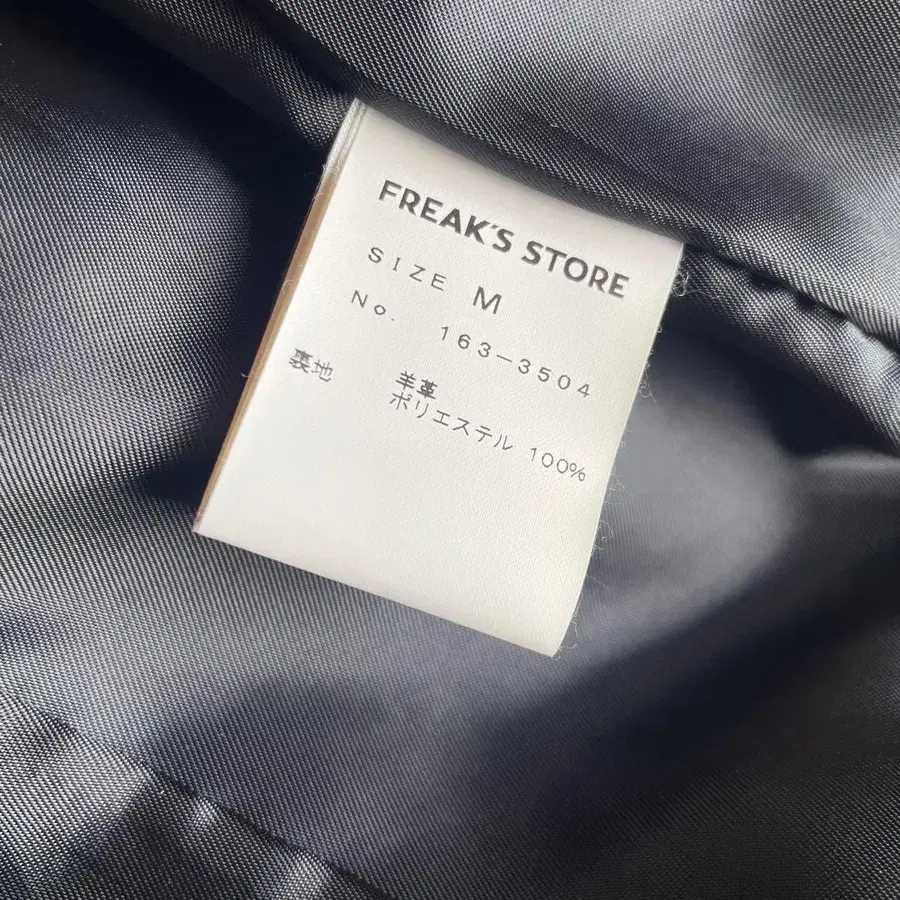 FREAK'S STORE
SIZE M
No. 163-3504
羊革
裏地 ポリエステル 100%